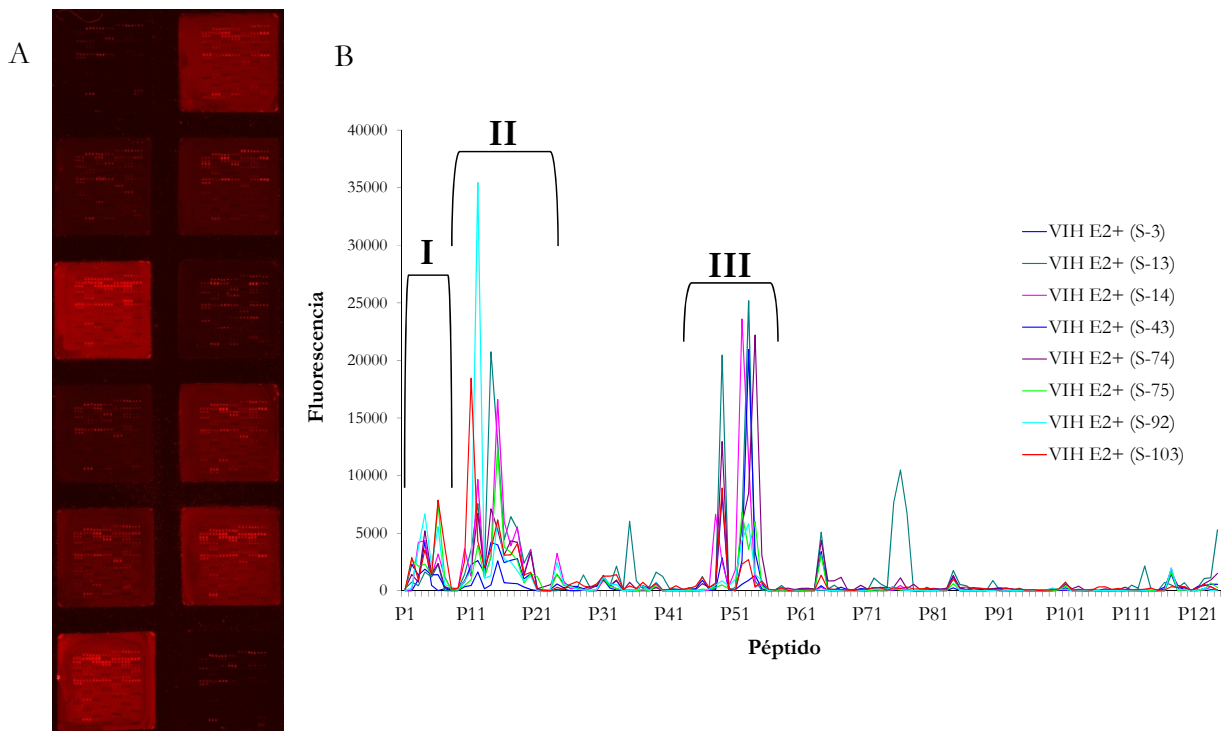 A
B
I
II
III
40000
35000
30000
25000
20000
15000
10000
5000
0
Fluorescencia
P1
P11
P21
P31
P41
P51
P61
P71
P81
P91
P101
P111
P121
Péptido
VIH E2+ (S-3)
VIH E2+ (S-13)
VIH E2+ (S-14)
VIH E2+ (S-43)
VIH E2+ (S-74)
VIH E2+ (S-75)
VIH E2+ (S-92)
VIH E2+ (S-103)